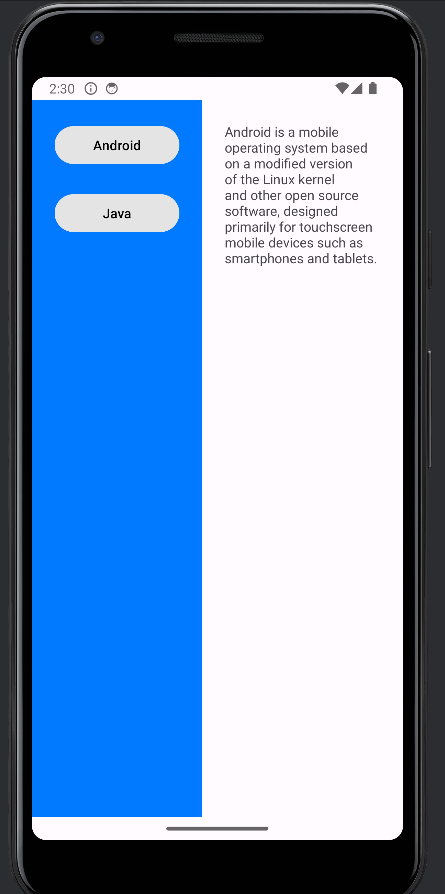 2:30
Android
Java
Android is a mobile
operating system based
on a modified version
of the Linux kernel
and other open source
software, designed
primarily for touchscreen
mobile devices such as
smartphones and tablets.